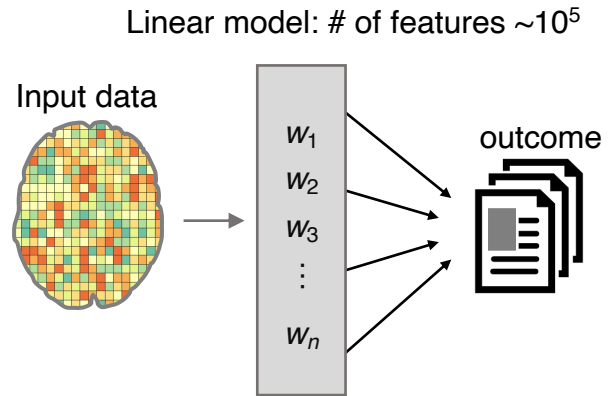 Linear model: # of features ~10⁵
Input data
outcome
w₁
w₂
w₃
⋮
wₙ